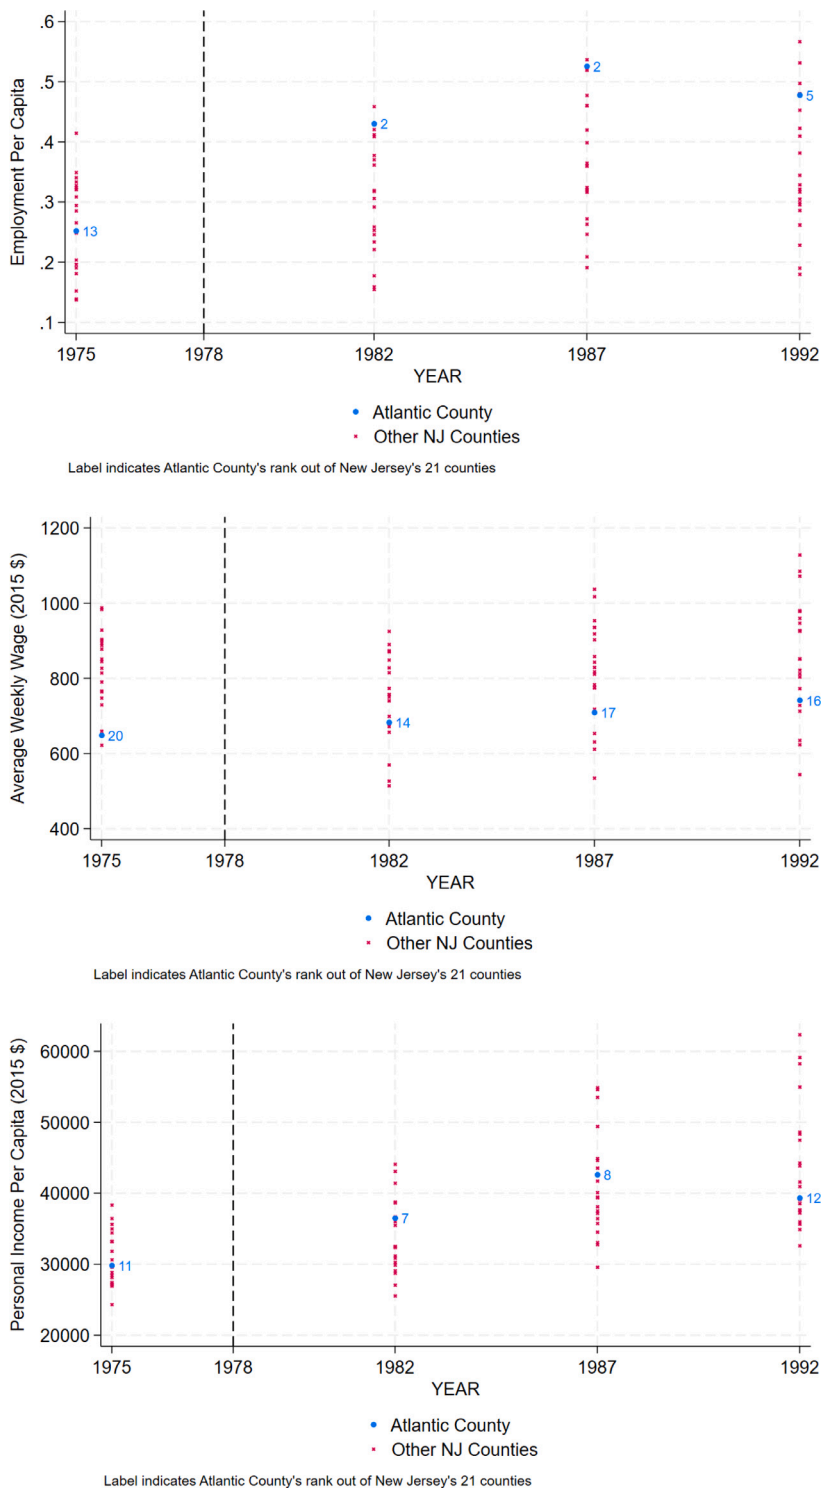 Employment Per Capita
.6
.5
.4
.3
.2
.1
13
2
2
5
1975 1978 1982 1987 1992
YEAR
Atlantic County
Other NJ Counties
Label indicates Atlantic County's rank out of New Jersey's 21 counties
Average Weekly Wage (2015 $)
1200
1000
800
600
400
20
14
17
16
1975 1978 1982 1987 1992
YEAR
Atlantic County
Other NJ Counties
Label indicates Atlantic County's rank out of New Jersey's 21 counties
Personal Income Per Capita (2015 $)
60000
50000
40000
30000
20000
11
7
8
12
1975 1978 1982 1987 1992
YEAR
Atlantic County
Other NJ Counties
Label indicates Atlantic County's rank out of New Jersey's 21 counties